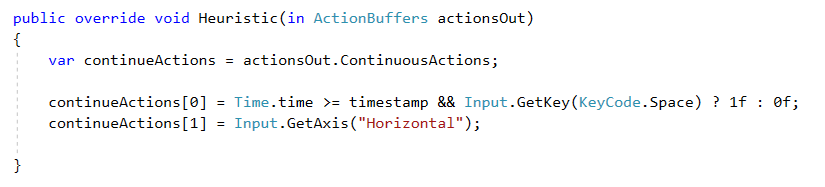 public override void Heuristic(in ActionBuffers actionsOut)
{
    var continueActions = actionsOut.ContinuousActions;
    continueActions[0] = Time.time >= timestamp && Input.GetKey(KeyCode.Space) ? 1f : 0f;
    continueActions[1] = Input.GetAxis("Horizontal");
}